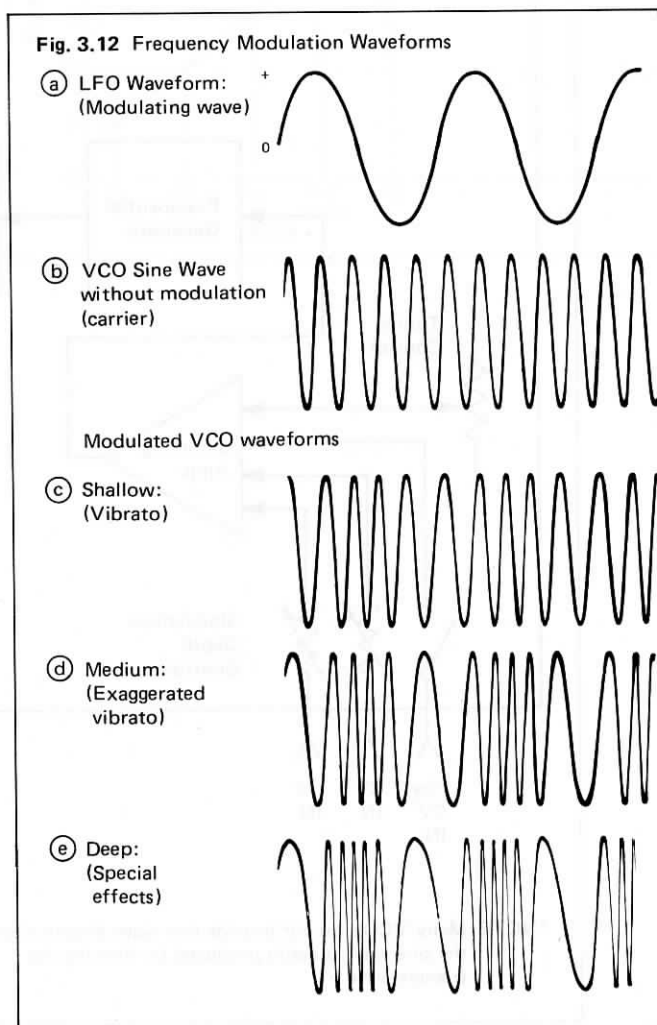 Fig. 3.12 Frequency Modulation Waveforms
a LFO Waveform:
(Modulating wave)
+
0
b VCO Sine Wave
without modulation
(carrier)
Modulated VCO waveforms
c Shallow:
(Vibrato)
d Medium:
(Exaggerated
vibrato)
e Deep:
(Special
effects)